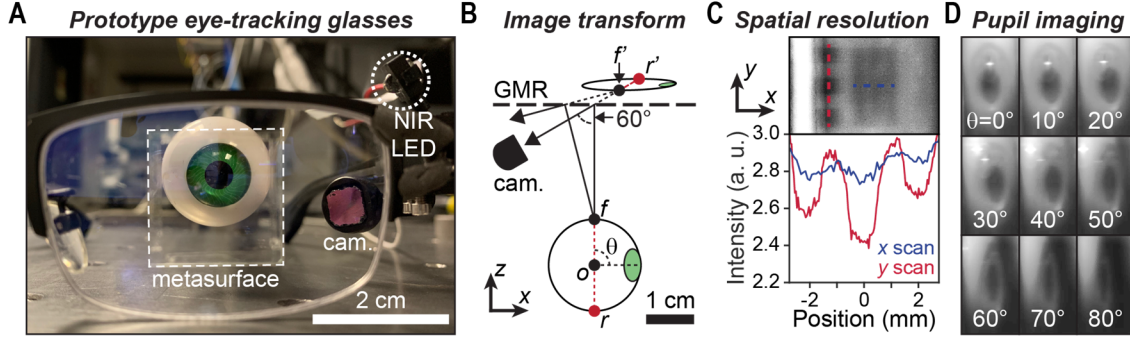 A Prototype eye-tracking glasses
NIR
LED
cam.
metasurface
2 cm
B Image transform
f' r'
GMR
60°
cam.
f
θ
o
z
x
r
1 cm
C Spatial resolution
y
x
3.0
2.8
2.6
2.4
2.2
Intensity (a. u.)
x scan
y scan
-2 0 2
Position (mm)
D Pupil imaging
θ=0° 10° 20°
30° 40° 50°
60° 70° 80°